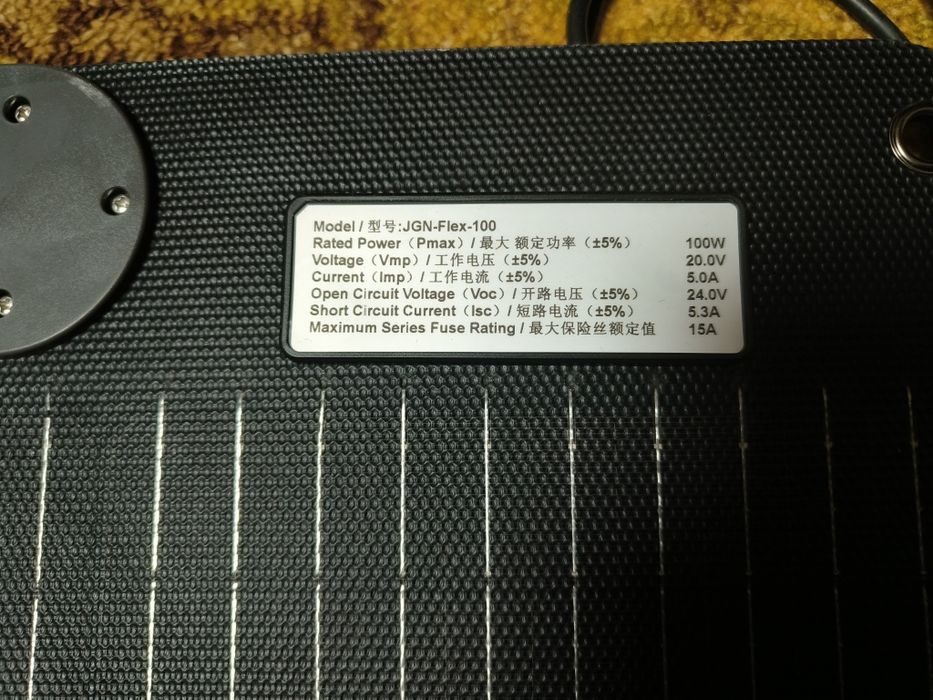 Model / 型号:JGN-Flex-100
Rated Power（Pmax）/ 最大 额定功率（±5%） 100W
Voltage（Vmp）/ 工作电压（±5%） 20.0V
Current（Imp）/ 工作电流（±5%） 5.0A
Open Circuit Voltage（Voc）/ 开路电压（±5%） 24.0V
Short Circuit Current（Isc）/ 短路电流（±5%） 5.3A
Maximum Series Fuse Rating / 最大保险丝额定值 15A